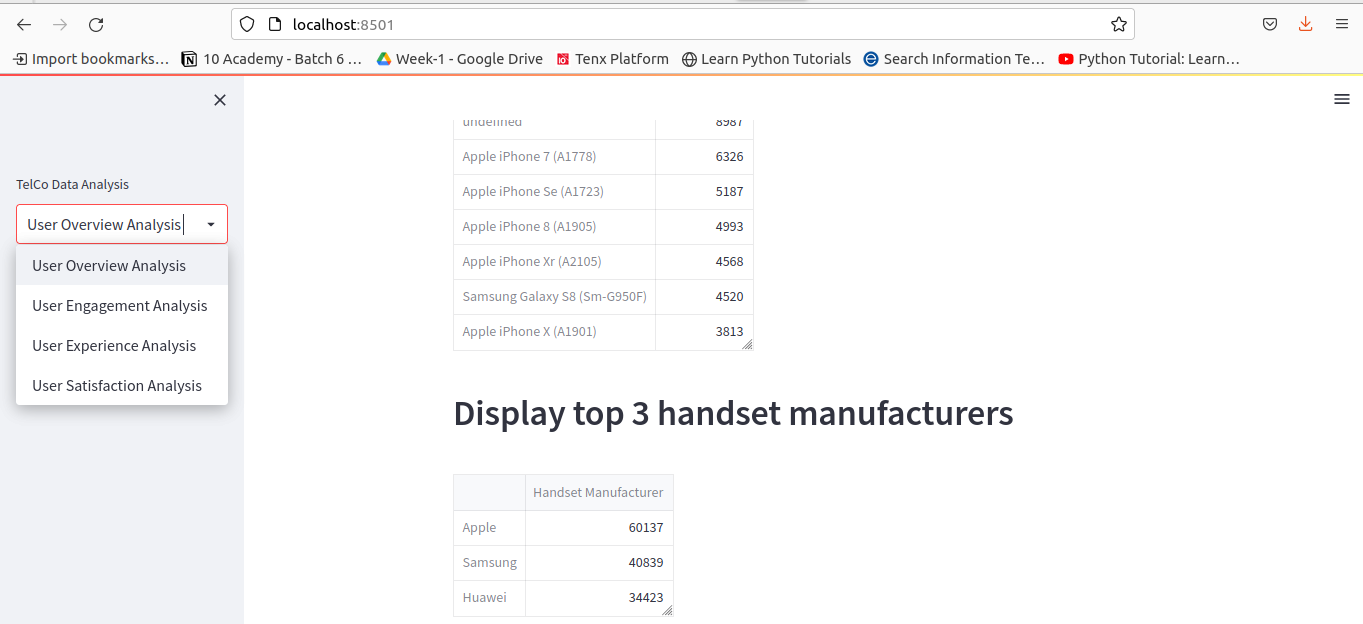 localhost:8501
Import bookmarks… 10 Academy - Batch 6 … Week-1 - Google Drive Tenx Platform Learn Python Tutorials Search Information Te… Python Tutorial: Learn…
TelCo Data Analysis
User Overview Analysis
User Overview Analysis
User Engagement Analysis
User Experience Analysis
User Satisfaction Analysis
undefined 8987
Apple iPhone 7 (A1778) 6326
Apple iPhone Se (A1723) 5187
Apple iPhone 8 (A1905) 4993
Apple iPhone Xr (A2105) 4568
Samsung Galaxy S8 (Sm-G950F) 4520
Apple iPhone X (A1901) 3813
Display top 3 handset manufacturers
Handset Manufacturer
Apple 60137
Samsung 40839
Huawei 34423